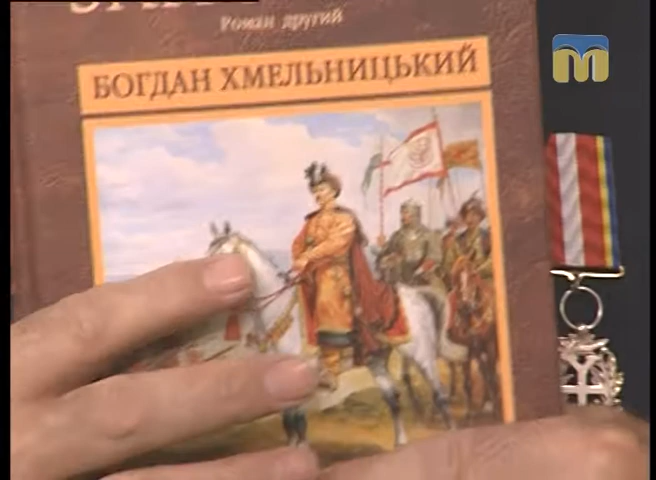 Роман другий
БОГДАН ХМЕЛЬНИЦЬКИЙ